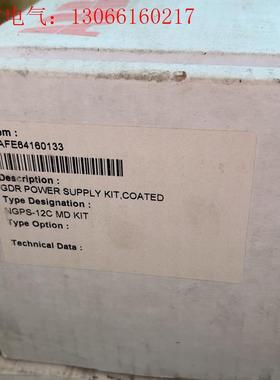 电气：13066160217
em :
AFE64160133
Description :
GDR POWER SUPPLY KIT,COATED
Type Designation :
NGPS-12C MD KIT
Type Option :
Technical Data :